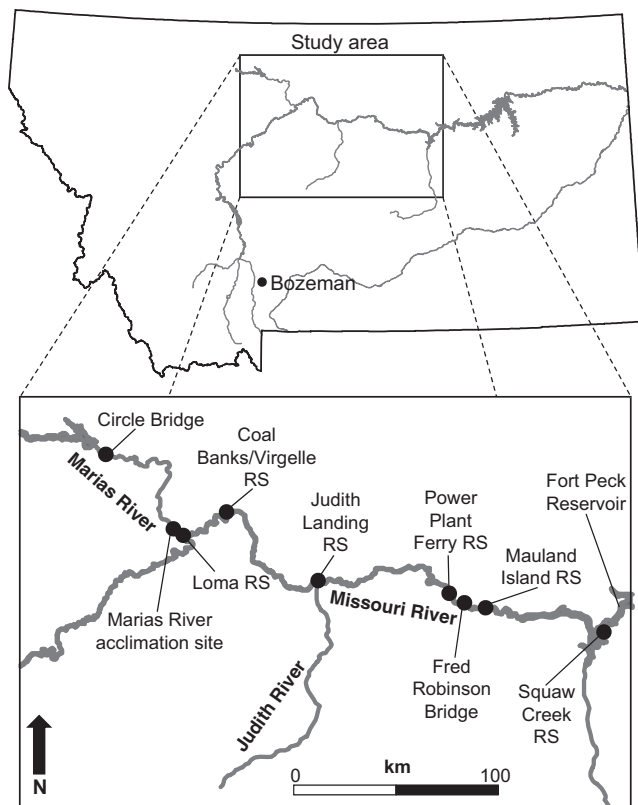 Study area
Bozeman
Circle Bridge
Coal
Banks/Virgelle
RS
Marias River
Judith
Landing
RS
Power
Plant
Ferry RS
Fort Peck
Reservoir
Mauland
Island RS
Loma RS
Marias River
acclimation site
Missouri River
Fred
Robinson
Bridge
Squaw
Creek
RS
Judith River
N
km
0
100